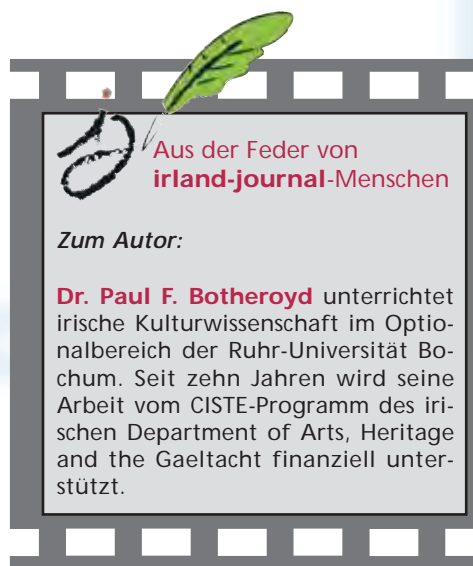 Aus der Feder von
irland-journal-Menschen
Zum Autor:
Dr. Paul F. Botheroyd unterrichtet
irische Kulturwissenschaft im Optio-
nalbereich der Ruhr-Universität Bo-
chum. Seit zehn Jahren wird seine
Arbeit vom CISTE-Programm des iri-
schen Department of Arts, Heritage
and the Gaeltacht finanziell unter-
stützt.